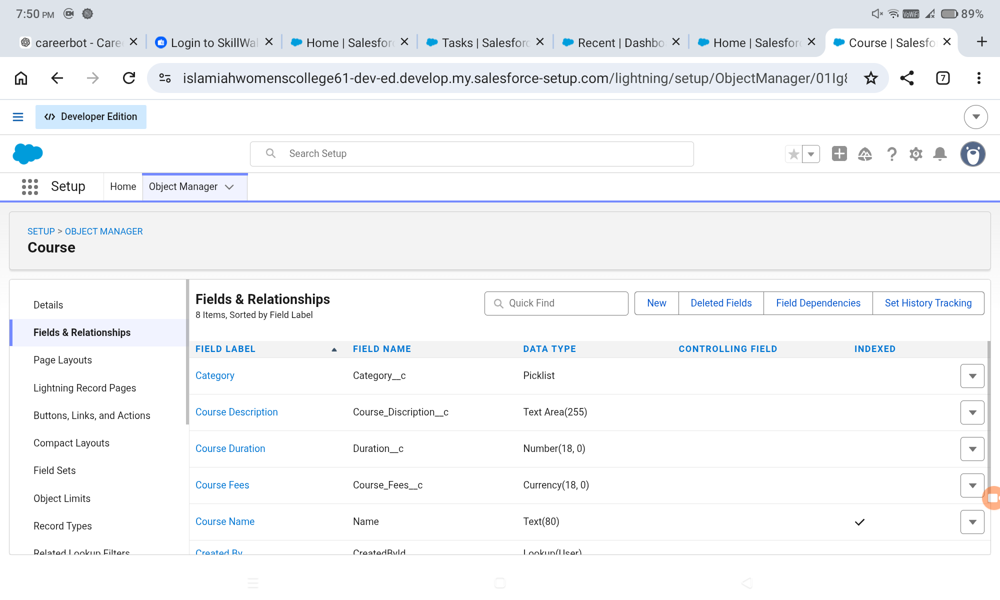 7:50 PM
VoWiFi
89%
careerbot - Care
Login to SkillWal
Home | Salesforc
Tasks | Salesforc
Recent | Dashbo
Home | Salesforc
Course | Salesfo
islamiahwomenscollege61-dev-ed.develop.my.salesforce-setup.com/lightning/setup/ObjectManager/01Ig8
7
Developer Edition
Search Setup
Setup
Home
Object Manager
SETUP > OBJECT MANAGER
Course
Details
Fields & Relationships
Page Layouts
Lightning Record Pages
Buttons, Links, and Actions
Compact Layouts
Field Sets
Object Limits
Record Types
Related Lookup Filters
Fields & Relationships
8 Items, Sorted by Field Label
Quick Find
New
Deleted Fields
Field Dependencies
Set History Tracking
FIELD LABEL FIELD NAME DATA TYPE CONTROLLING FIELD INDEXED
Category Category__c Picklist
Course Description Course_Discription__c Text Area(255)
Course Duration Duration__c Number(18, 0)
Course Fees Course_Fees__c Currency(18, 0)
Course Name Name Text(80)
Created By CreatedById Lookup(User)